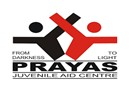 FROM TO
DARKNESS LIGHT
PRAYAS
JUVENILE AID CENTRE